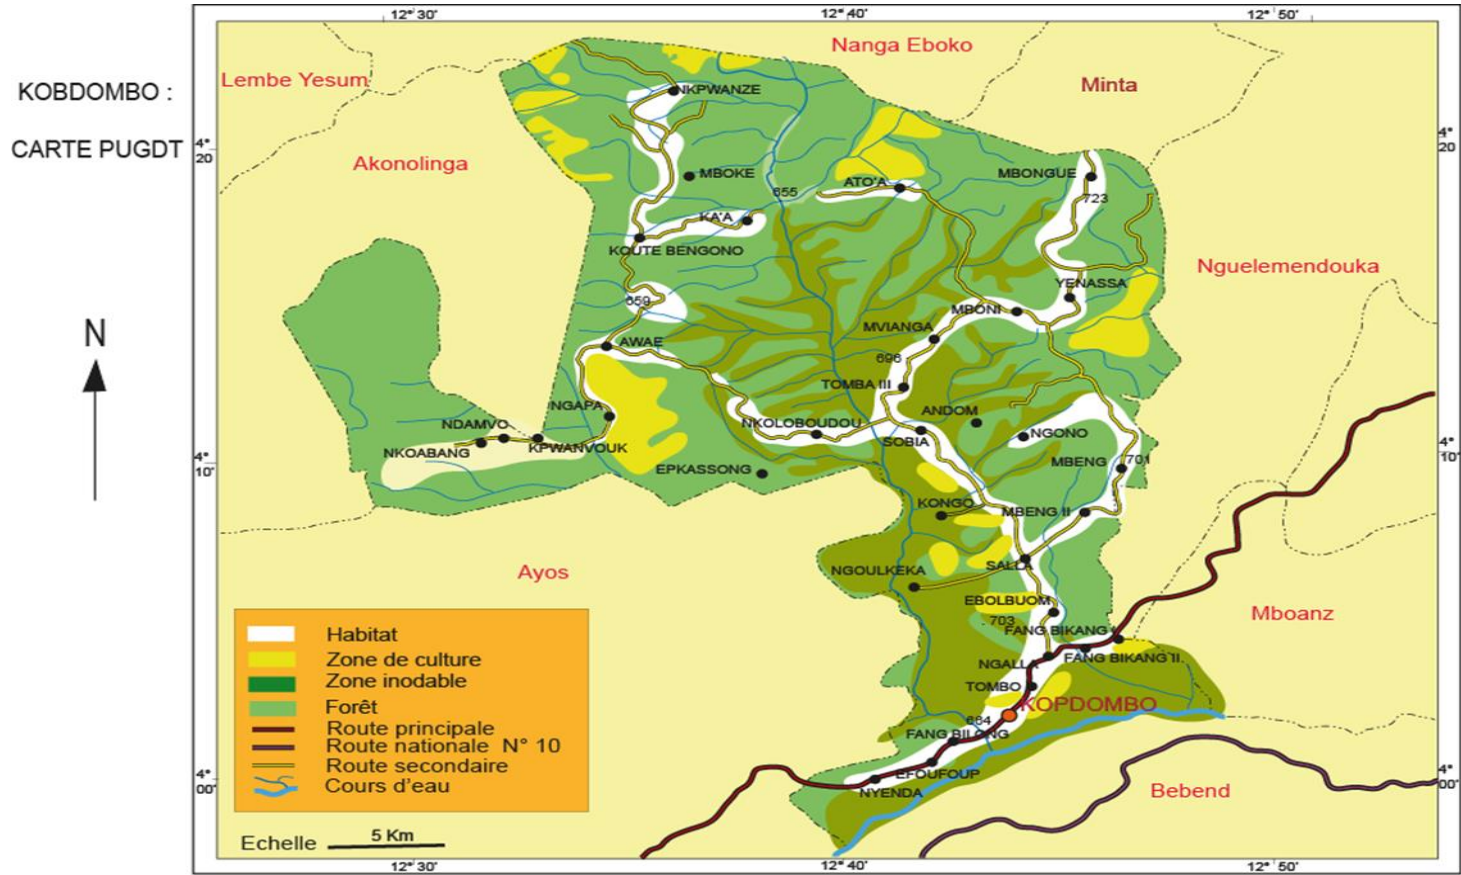 12° 30'
12° 40'
12° 50'
Nanga Eboko
Lembe Yesum
Minta
KOBDOMBO :
NKPWANZE
4°
20'
4°
20'
CARTE PUGDT
Akonolinga
MBOKE
ATO'A
MBONGUE
655
723
KA'A
KOUTE BENGONO
Nguelemendouka
YENASSA
659
MBONI
N
MVIANGA
AWAE
696
TOMBA III
NGAPA
ANDOM
NDAMVO
NKOLOBOUDOU
NGONO
SOBIA
KPWANVOUK
NKOABANG
4°
10'
4°
10'
MBENG
701
EPKASSONG
KONGO
MBENG II
SALLA
Ayos
NGOULKEKA
EBOLBUOM
703
Mboanz
FANG BIKANG I
FANG BIKANG II
NGALLA
TOMBO
KOPDOMBO
664
FANG BILONG
EFOUFOUP
4°
00'
4°
00'
NYENDA
Bebend
Habitat
Zone de culture
Zone inodable
Forêt
Route principale
Route nationale N° 10
Route secondaire
Cours d'eau
Echelle
5 Km
12° 30'
12° 40'
12° 50'